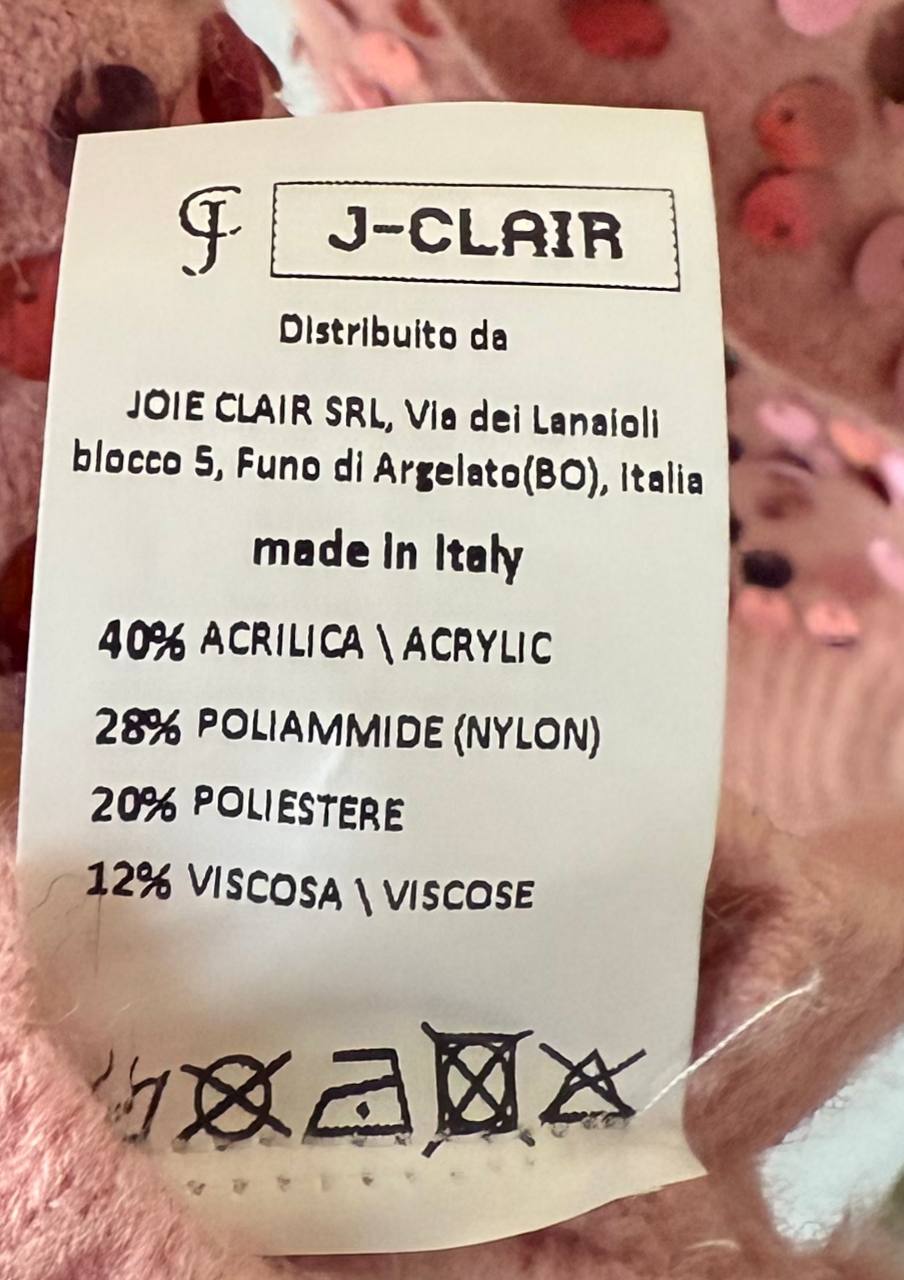 J-CLAIR
Distribuito da
JOIE CLAIR SRL, Via dei Lanaioli
blocco 5, Funo di Argelato(BO), Italia
made in Italy
40% ACRILICA \ ACRYLIC
28% POLIAMMIDE (NYLON)
20% POLIESTERE
12% VISCOSA \ VISCOSE